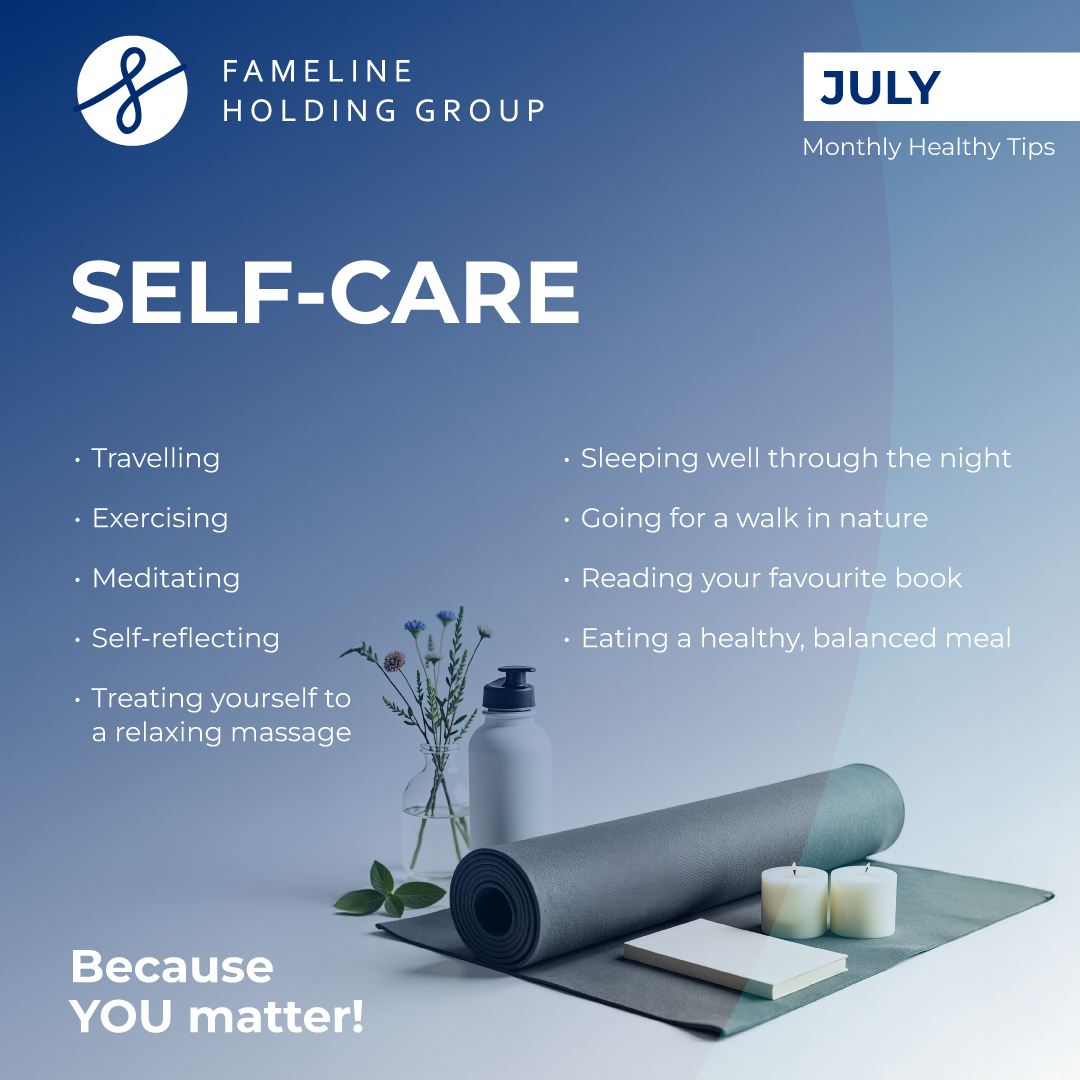 FAMELINE
HOLDING GROUP
JULY
Monthly Healthy Tips
SELF-CARE
• Travelling
• Exercising
• Meditating
• Self-reflecting
• Treating yourself to
a relaxing massage
• Sleeping well through the night
• Going for a walk in nature
• Reading your favourite book
• Eating a healthy, balanced meal
Because
YOU matter!